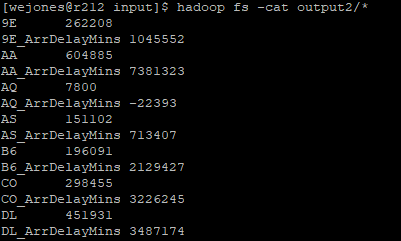 [wejones@r212 input]$ hadoop fs -cat output2/*
9E 262208
9E_ArrDelayMins 1045552
AA 604885
AA_ArrDelayMins 7381323
AQ 7800
AQ_ArrDelayMins -22393
AS 151102
AS_ArrDelayMins 713407
B6 196091
B6_ArrDelayMins 2129427
CO 298455
CO_ArrDelayMins 3226245
DL 451931
DL_ArrDelayMins 3487174